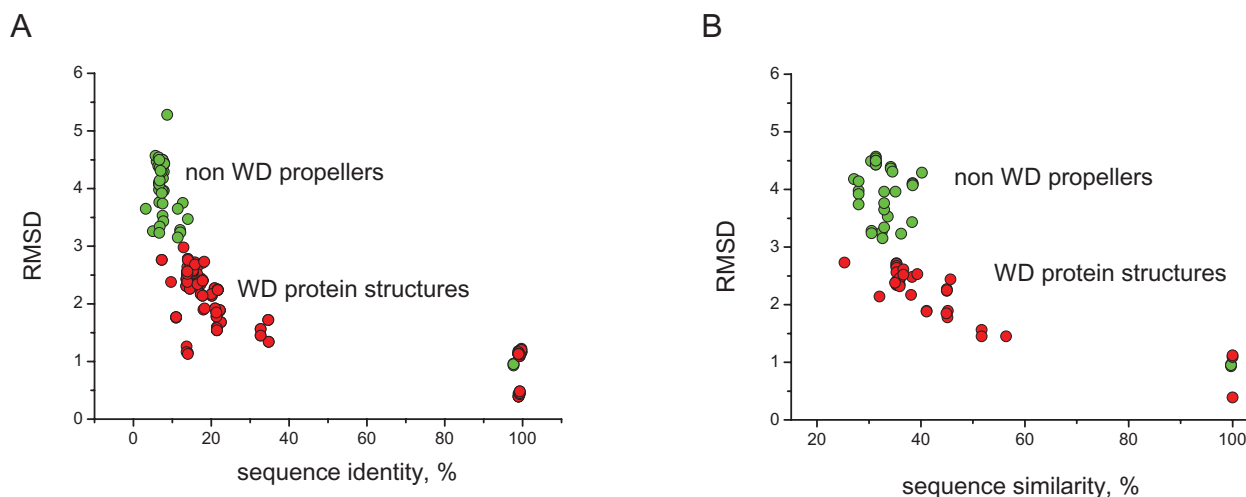 A
6
5
4
3
2
1
0
RMSD
non WD propellers
WD protein structures
0 20 40 60 80 100
sequence identity, %
B
6
5
4
3
2
1
0
RMSD
non WD propellers
WD protein structures
20 40 60 80 100
sequence similarity, %